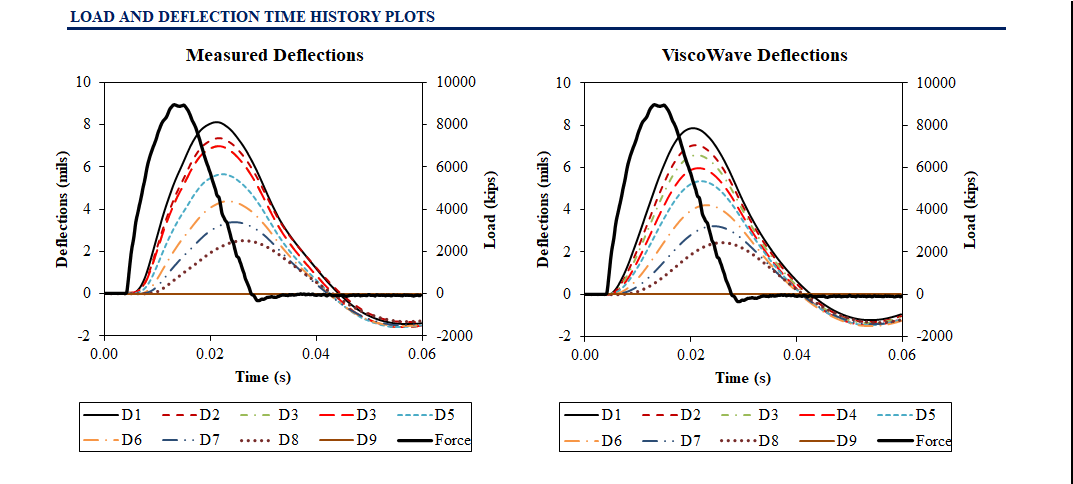 LOAD AND DEFLECTION TIME HISTORY PLOTS
Measured Deflections
10
8
6
4
2
0
-2
Deflections (mils)
10000
8000
6000
4000
2000
0
-2000
Load (kips)
0.00 0.02 0.04 0.06
Time (s)
D1 D2 D3 D3 D5
D6 D7 D8 D9 Force
ViscoWave Deflections
10
8
6
4
2
0
-2
Deflections (mils)
10000
8000
6000
4000
2000
0
-2000
Load (kips)
0.00 0.02 0.04 0.06
Time (s)
D1 D2 D3 D4 D5
D6 D7 D8 D9 Force